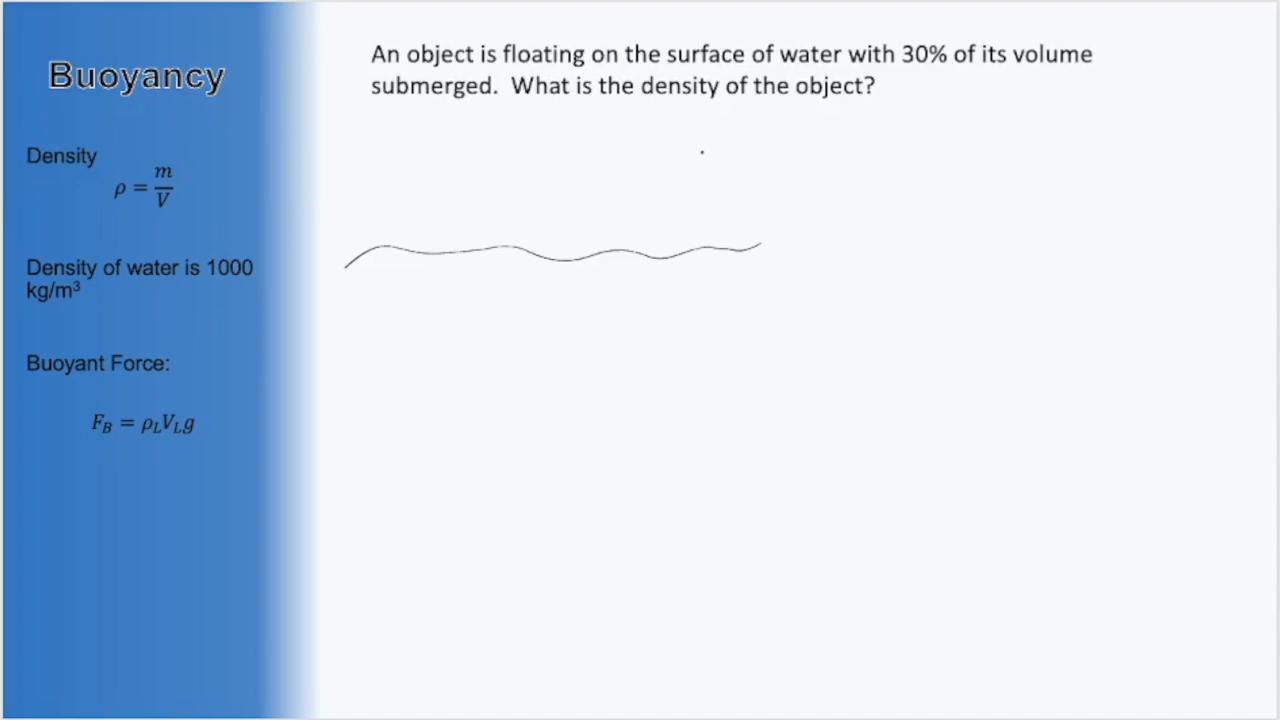 Buoyancy
Density
ρ = m/V
Density of water is 1000
kg/m³
Buoyant Force:
F_B = ρ_L V_L g
An object is floating on the surface of water with 30% of its volume
submerged. What is the density of the object?